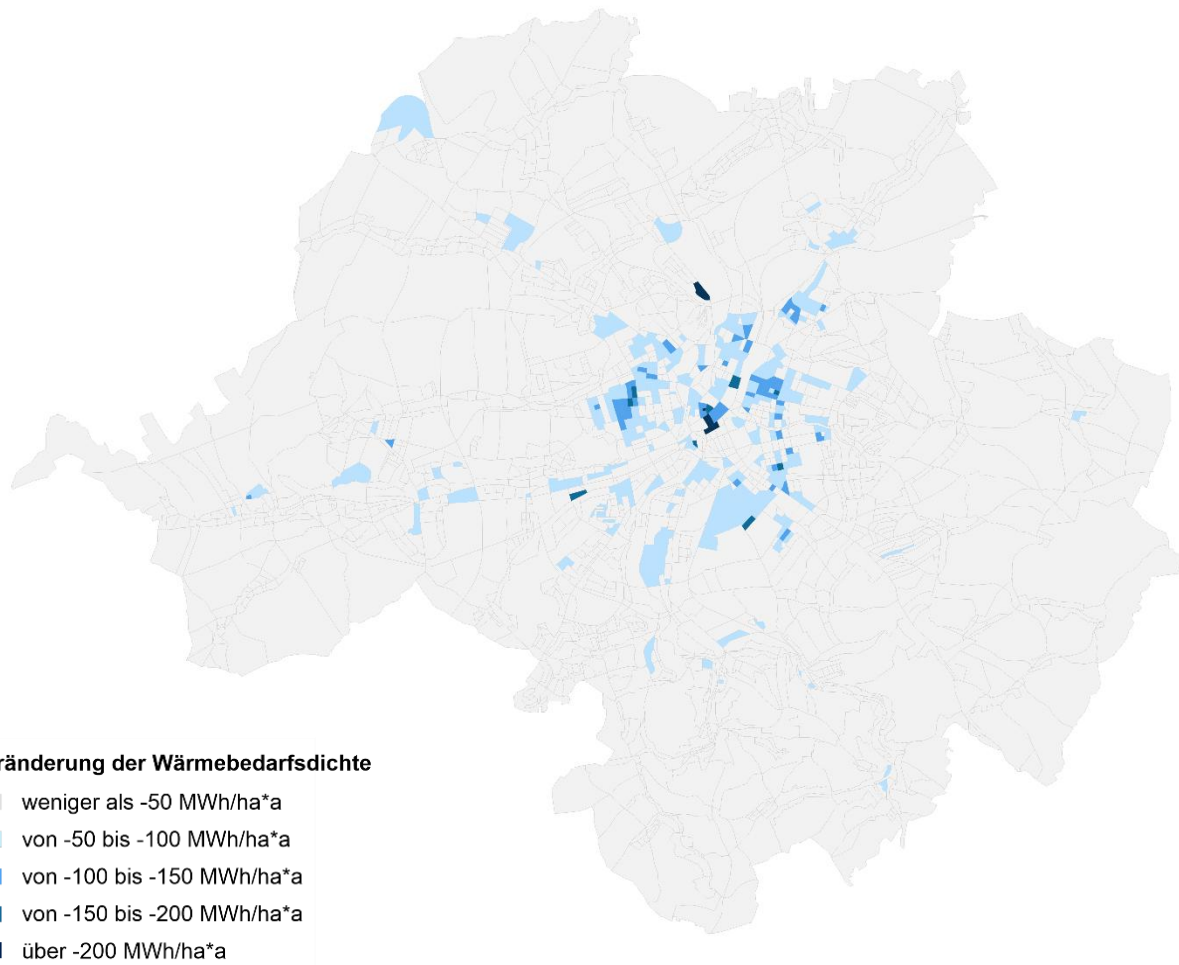 ränderung der Wärmebedarfsdichte
weniger als -50 MWh/ha*a
von -50 bis -100 MWh/ha*a
von -100 bis -150 MWh/ha*a
von -150 bis -200 MWh/ha*a
über -200 MWh/ha*a